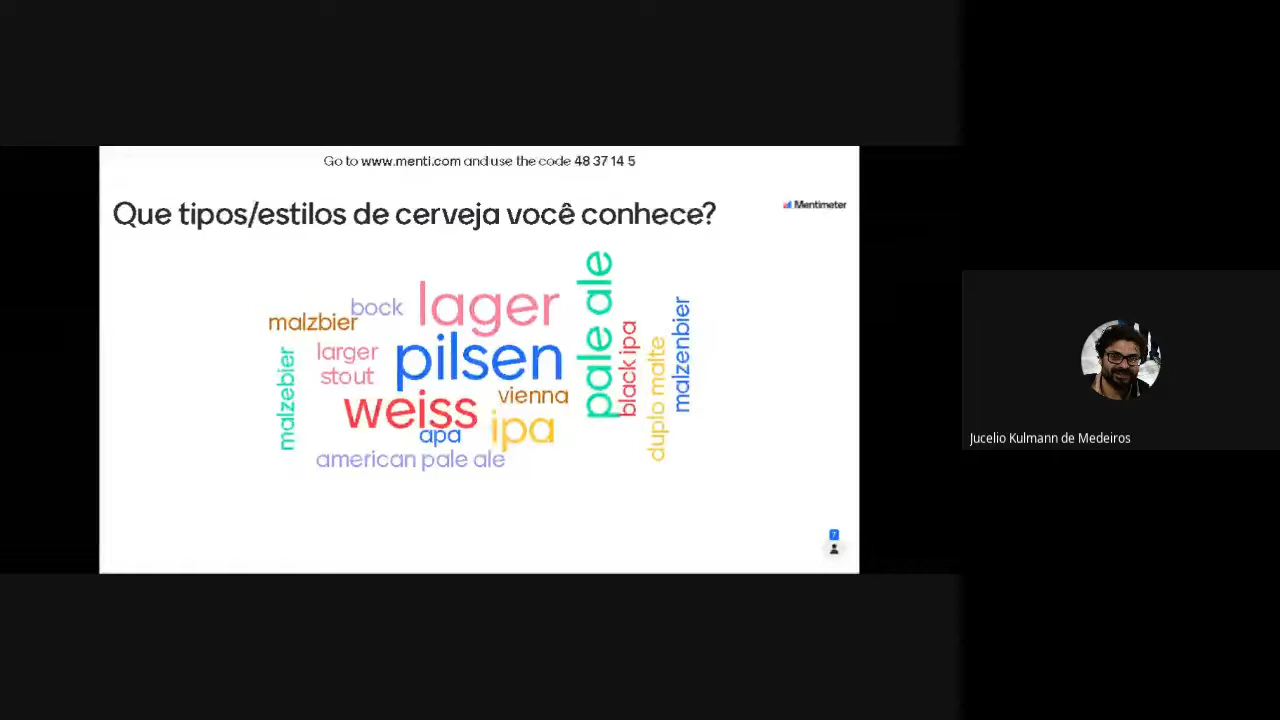 Go to www.menti.com and use the code 48 37 14 5
Que tipos/estilos de cerveja você conhece?
Mentimeter
bock
lager
pale ale
malzbier
larger
pilsen
black ipa
duplo malte
malzenbier
malzebier
stout
weiss
vienna
apa
ipa
american pale ale
7
Jucelio Kulmann de Medeiros